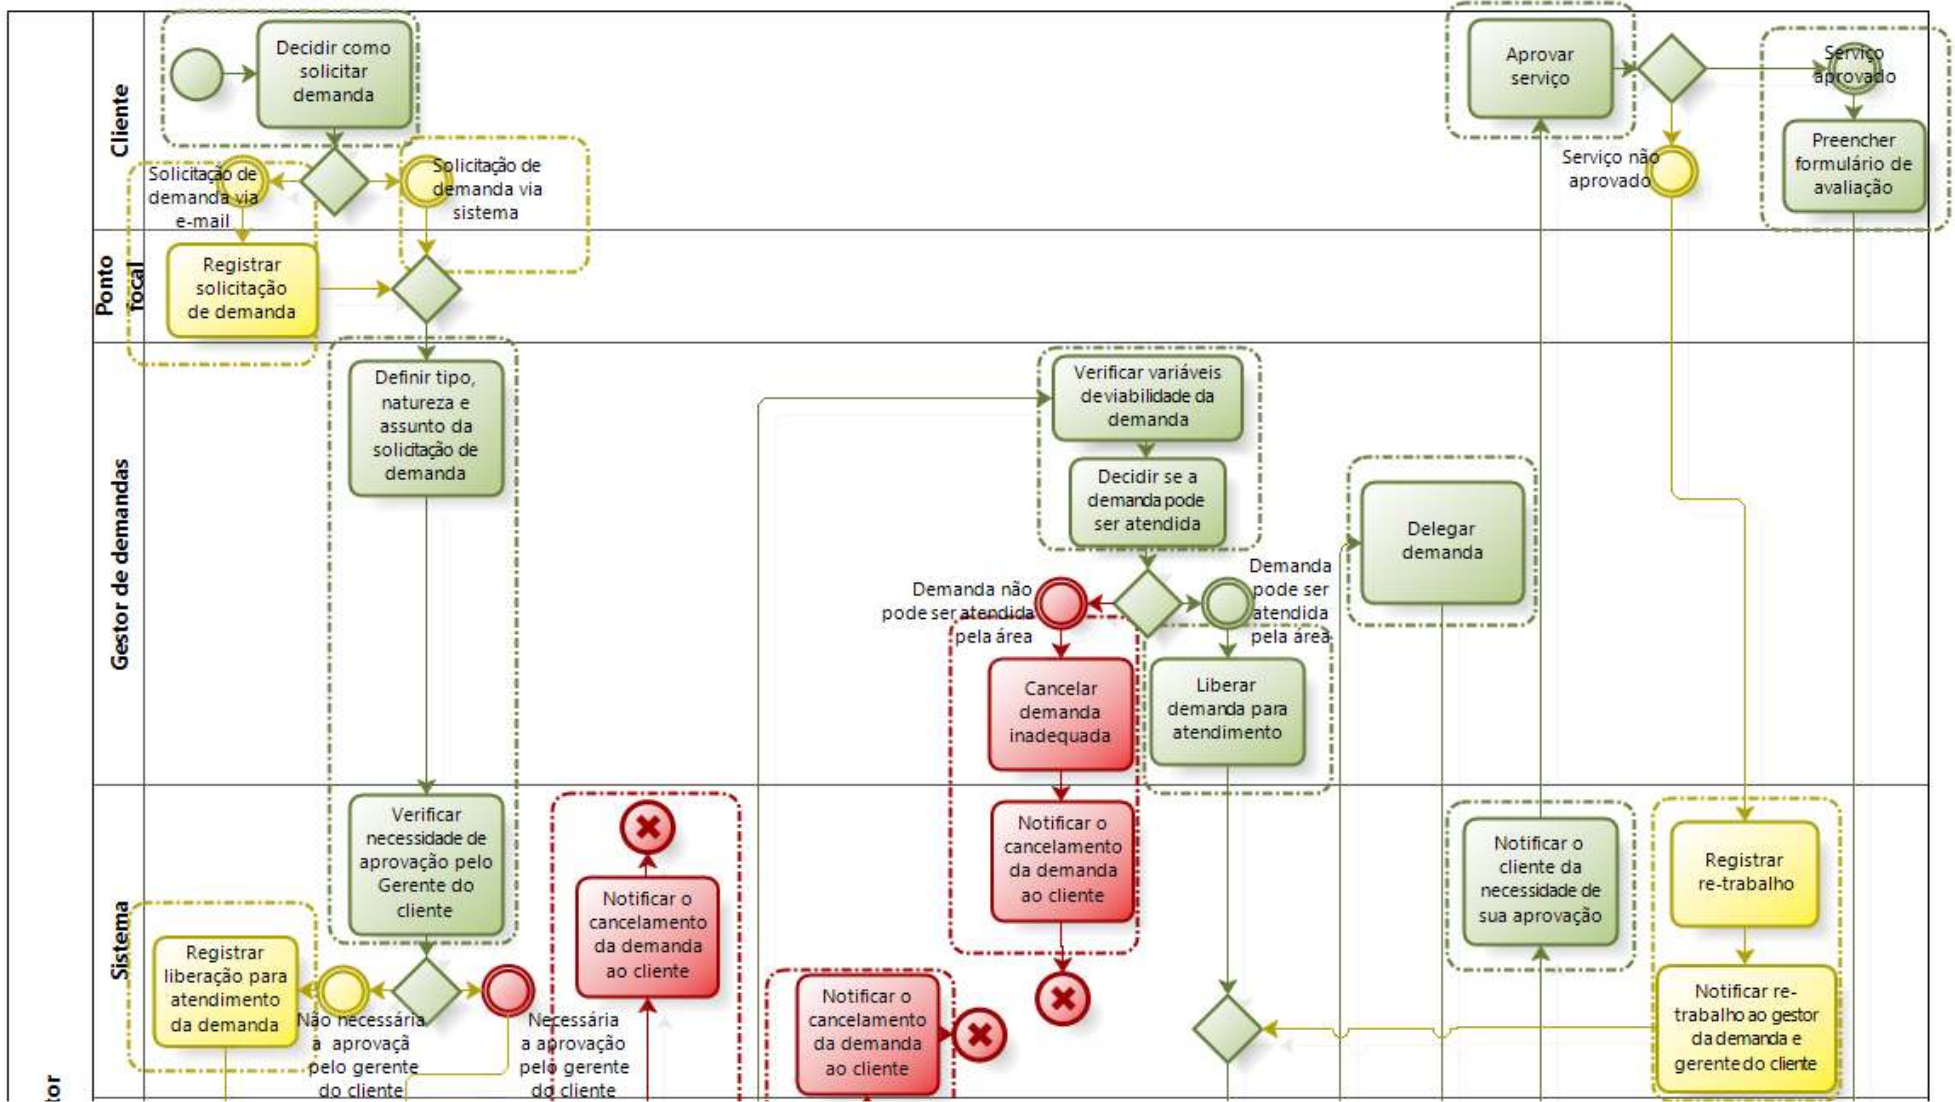 Cliente
Decidir como
solicitar
demanda
Solicitação de
demanda via
e-mail
Solicitação de
demanda via
sistema
Aprovar
serviço
Serviço
aprovado
Serviço não
aprovado
Preencher
formulário de
avaliação
Ponto
focal
Registrar
solicitação
de demanda
Gestor de demandas
Definir tipo,
natureza e
assunto da
solicitação de
demanda
Verificar variáveis
de viabilidade da
demanda
Decidir se a
demanda pode
ser atendida
Demanda não
pode ser atendida
pela área
Demanda
pode ser
atendida
pela área
Delegar
demanda
Cancelar
demanda
inadequada
Liberar
demanda para
atendimento
Sistema
Verificar
necessidade de
aprovação pelo
Gerente do
cliente
Registrar
liberação para
atendimento
da demanda
Não necessária
a aprovaçã
pelo gerente
do cliente
Necessária
a aprovação
pelo gerente
do cliente
Notificar o
cancelamento
da demanda
ao cliente
Notificar o
cancelamento
da demanda
ao cliente
Notificar o
cancelamento
da demanda
ao cliente
Notificar o
cliente da
necessidade de
sua aprovação
Registrar
re-trabalho
Notificar re-
trabalho ao gestor
da demanda e
gerente do cliente
tor